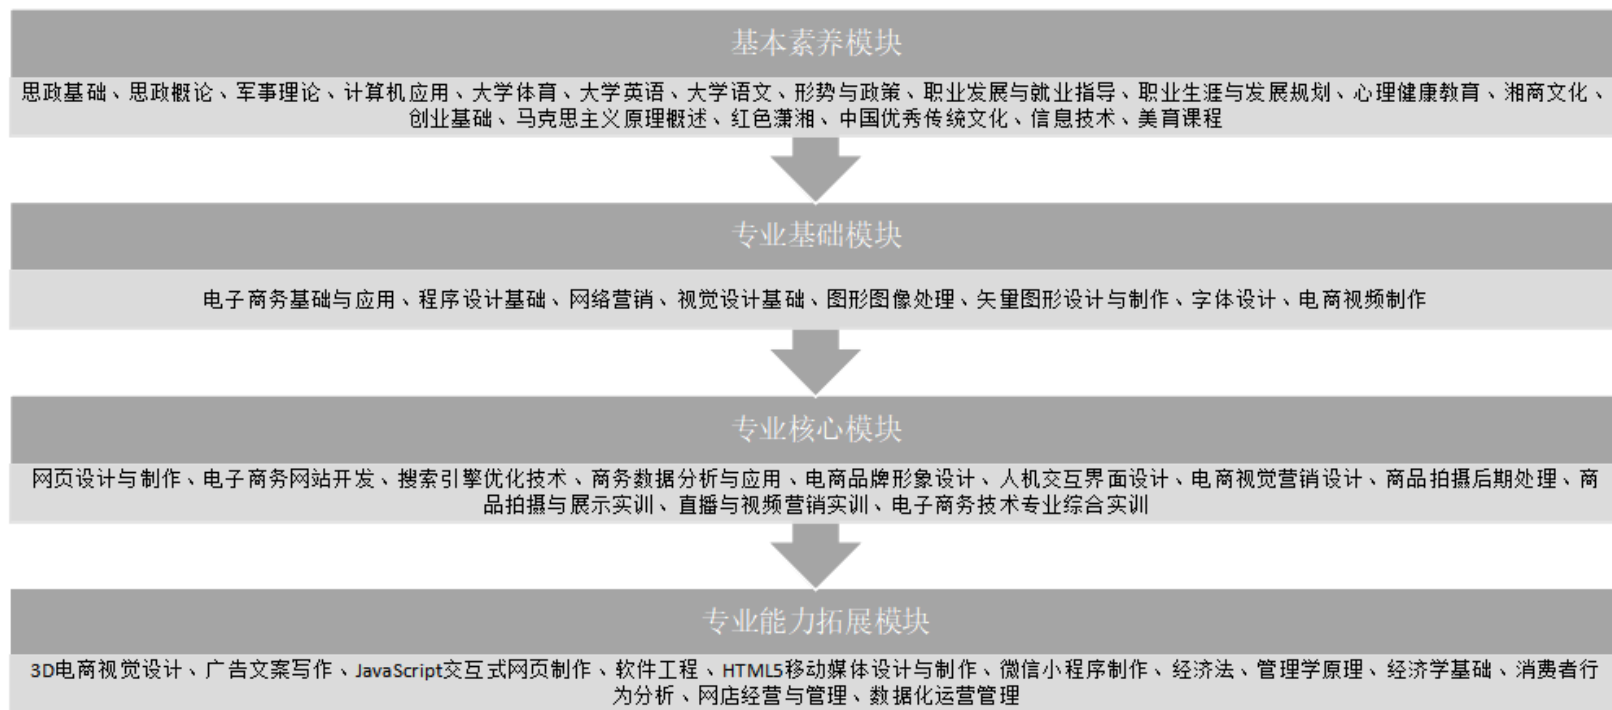 基本素养模块
思政基础、思政概论、军事理论、计算机应用、大学体育、大学英语、大学语文、形势与政策、职业发展与就业指导、职业生涯与发展规划、心理健康教育、湘商文化、
创业基础、马克思主义原理概述、红色潇湘、中国优秀传统文化、信息技术、美育课程
专业基础模块
电子商务基础与应用、程序设计基础、网络营销、视觉设计基础、图形图像处理、矢量图形设计与制作、字体设计、电商视频制作
专业核心模块
网页设计与制作、电子商务网站开发、搜索引擎优化技术、商务数据分析与应用、电商品牌形象设计、人机交互界面设计、电商视觉营销设计、商品拍摄后期处理、商
品拍摄与展示实训、直播与视频营销实训、电子商务技术专业综合实训
专业能力拓展模块
3D电商视觉设计、广告文案写作、JavaScript交互式网页制作、软件工程、HTML5移动媒体设计与制作、微信小程序制作、经济法、管理学原理、经济学基础、消费者行
为分析、网店经营与管理、数据化运营管理